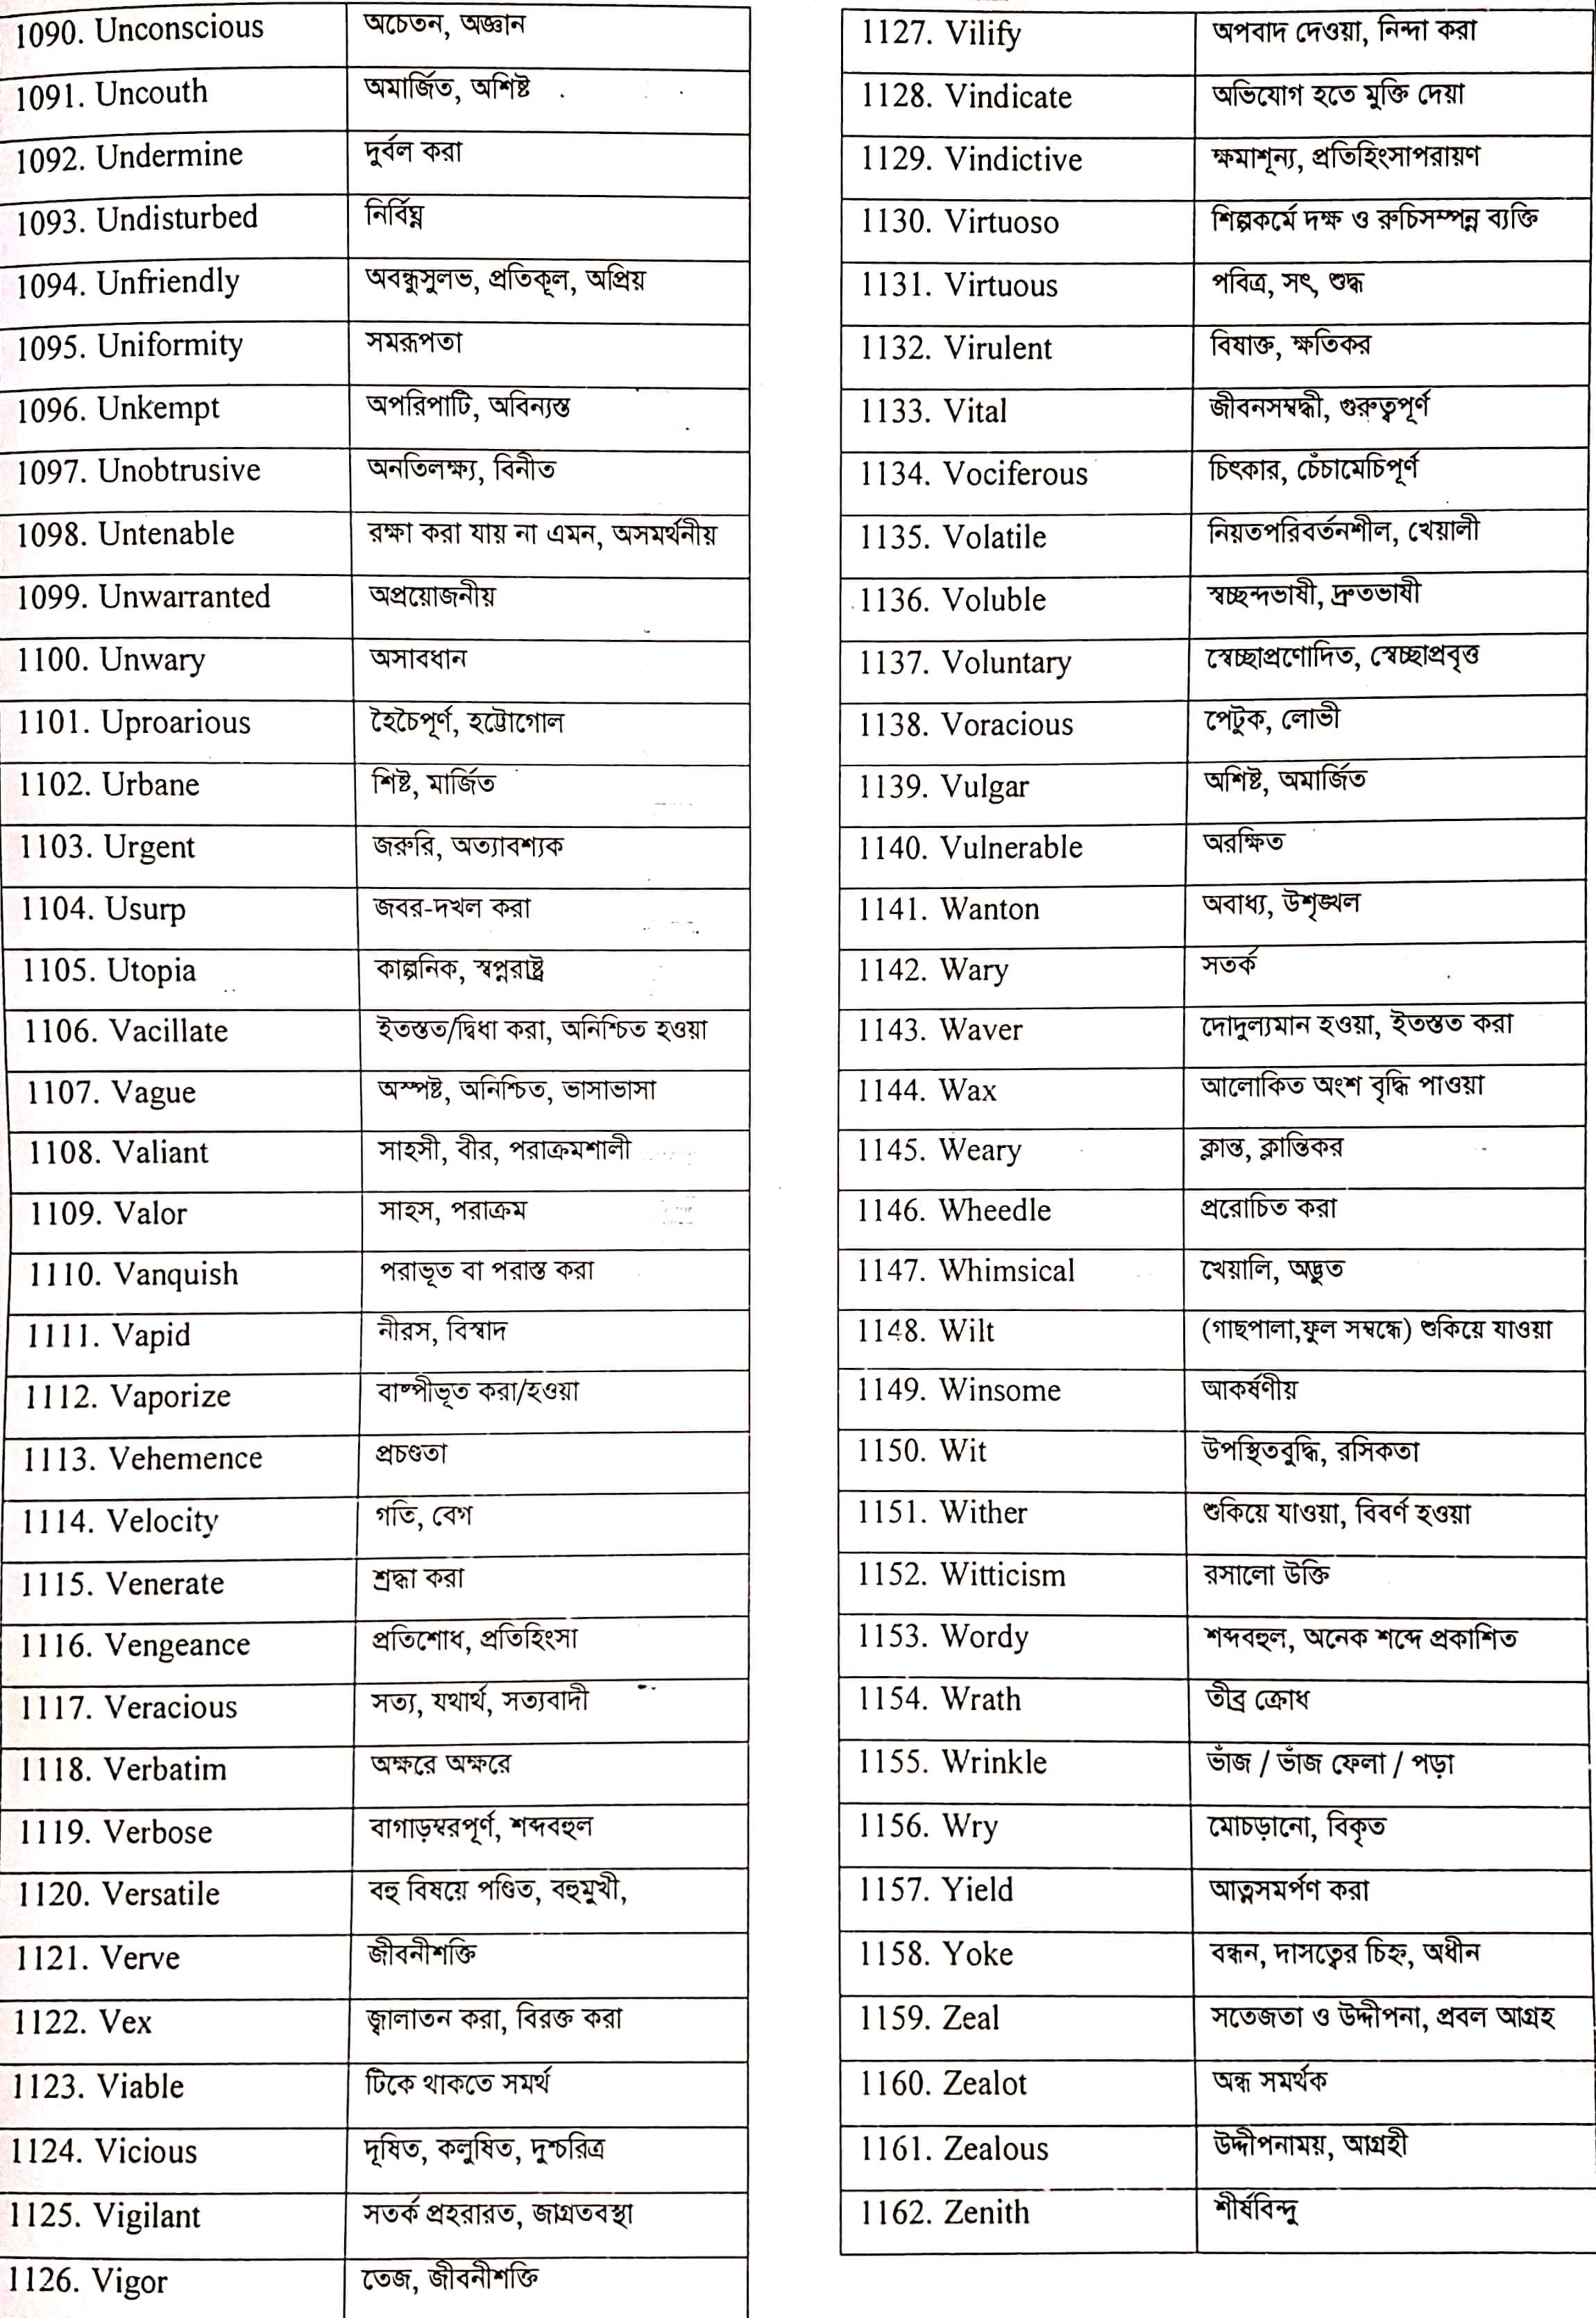 1090. Unconscious অচেতন, অজ্ঞান
1091. Uncouth অমার্জিত, অশিষ্ট
1092. Undermine দুর্বল করা
1093. Undisturbed নির্বিঘ্ন
1094. Unfriendly অবন্ধুসুলভ, প্রতিকূল, অপ্রিয়
1095. Uniformity সমরূপতা
1096. Unkempt অপরিপাটি, অবিন্যস্ত
1097. Unobtrusive অনতিলক্ষ্য, বিনীত
1098. Untenable রক্ষা করা যায় না এমন, অসমর্থনীয়
1099. Unwarranted অপ্রয়োজনীয়
1100. Unwary অসাবধান
1101. Uproarious হৈচৈপূর্ণ, হট্টোগোল
1102. Urbane শিষ্ট, মার্জিত
1103. Urgent জরুরি, অত্যাবশ্যক
1104. Usurp জবর-দখল করা
1105. Utopia কাল্পনিক, স্বপ্নরাষ্ট্র
1106. Vacillate ইতস্তত/দ্বিধা করা, অনিশ্চিত হওয়া
1107. Vague অস্পষ্ট, অনিশ্চিত, ভাসাভাসা
1108. Valiant সাহসী, বীর, পরাক্রমশালী
1109. Valor সাহস, পরাক্রম
1110. Vanquish পরাভূত বা পরাস্ত করা
1111. Vapid নীরস, বিস্বাদ
1112. Vaporize বাষ্পীভূত করা/হওয়া
1113. Vehemence প্রচণ্ডতা
1114. Velocity গতি, বেগ
1115. Venerate শ্রদ্ধা করা
1116. Vengeance প্রতিশোধ, প্রতিহিংসা
1117. Veracious সত্য, যথার্থ, সত্যবাদী
1118. Verbatim অক্ষরে অক্ষরে
1119. Verbose বাগাড়ম্বরপূর্ণ, শব্দবহুল
1120. Versatile বহু বিষয়ে পণ্ডিত, বহুমুখী,
1121. Verve জীবনীশক্তি
1122. Vex জ্বালাতন করা, বিরক্ত করা
1123. Viable টিকে থাকতে সমর্থ
1124. Vicious দূষিত, কলুষিত, দুশ্চরিত্র
1125. Vigilant সতর্ক প্রহরারত, জাগ্রতবস্থা
1126. Vigor তেজ, জীবনীশক্তি
1127. Vilify অপবাদ দেওয়া, নিন্দা করা
1128. Vindicate অভিযোগ হতে মুক্তি দেয়া
1129. Vindictive ক্ষমাশূন্য, প্রতিহিংসাপরায়ণ
1130. Virtuoso শিল্পকর্মে দক্ষ ও রুচিসম্পন্ন ব্যক্তি
1131. Virtuous পবিত্র, সৎ, শুদ্ধ
1132. Virulent বিষাক্ত, ক্ষতিকর
1133. Vital জীবনসম্বদ্ধী, গুরুত্বপূর্ণ
1134. Vociferous চিৎকার, চেঁচামেচিপূর্ণ
1135. Volatile নিয়তপরিবর্তনশীল, খেয়ালী
1136. Voluble স্বচ্ছন্দভাষী, দ্রুতভাষী
1137. Voluntary স্বেচ্ছাপ্রণোদিত, স্বেচ্ছাপ্রবৃত্ত
1138. Voracious পেটুক, লোভী
1139. Vulgar অশিষ্ট, অমার্জিত
1140. Vulnerable অরক্ষিত
1141. Wanton অবাধ্য, উশৃঙ্খল
1142. Wary সতর্ক
1143. Waver দোদুল্যমান হওয়া, ইতস্তত করা
1144. Wax আলোকিত অংশ বৃদ্ধি পাওয়া
1145. Weary ক্লান্ত, ক্লান্তিকর
1146. Wheedle প্ররোচিত করা
1147. Whimsical খেয়ালি, অদ্ভুত
1148. Wilt (গাছপালা,ফুল সম্বন্ধে) শুকিয়ে যাওয়া
1149. Winsome আকর্ষণীয়
1150. Wit উপস্থিতবুদ্ধি, রসিকতা
1151. Wither শুকিয়ে যাওয়া, বিবর্ণ হওয়া
1152. Witticism রসালো উক্তি
1153. Wordy শব্দবহুল, অনেক শব্দে প্রকাশিত
1154. Wrath তীব্র ক্রোধ
1155. Wrinkle ভাঁজ / ভাঁজ ফেলা / পড়া
1156. Wry মোচড়ানো, বিকৃত
1157. Yield আত্নসমর্পণ করা
1158. Yoke বন্ধন, দাসত্বের চিহ্ন, অধীন
1159. Zeal সতেজতা ও উদ্দীপনা, প্রবল আগ্রহ
1160. Zealot অন্ধ সমর্থক
1161. Zealous উদ্দীপনাময়, আগ্রহী
1162. Zenith শীর্ষবিন্দু